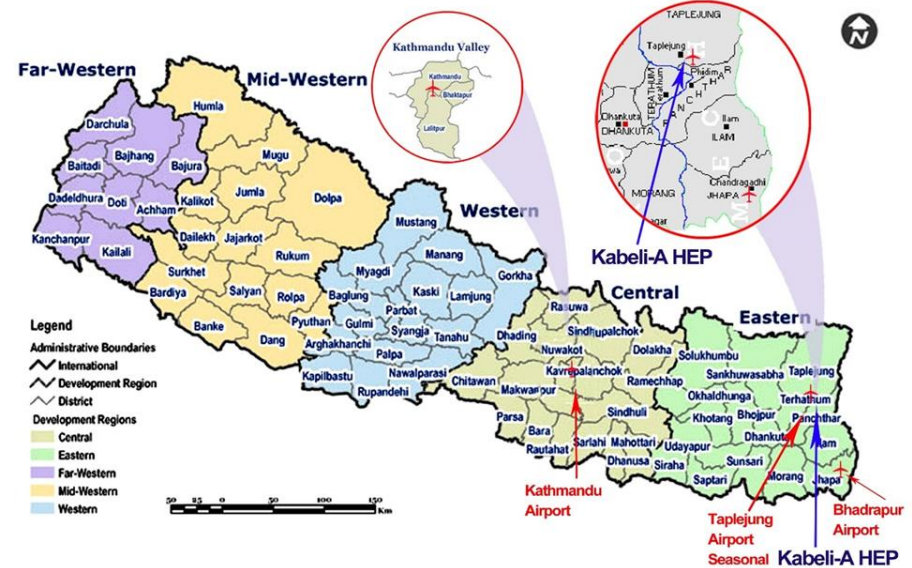 Far-Western
Mid-Western
Western
Central
Eastern
N
Kathmandu Valley
Kathmandu
Bhaktapur
Lalitpur
TAPLEJUNG
Taplejung
Phidim
TERATHUM
Terathum
PANCHTHAR
Dhankuta
DHANKUTA
Ilam
ILAM
MORANG
Chandragadhi
JHAPA
Kabeli-A HEP
Humla
Darchula
Bajhang
Baitadi
Bajura
Mugu
Dadeldhura
Doti
Achham
Kalikot
Jumla
Dolpa
Kanchanpur
Kailali
Dailekh
Jajarkot
Rukum
Surkhet
Bardiya
Salyan
Rolpa
Banke
Dang
Pyuthan
Mustang
Manang
Myagdi
Gorkha
Baglung
Kaski
Lamjung
Parbat
Gulmi
Syangja
Tanahu
Arghakhanchi
Palpa
Nawalparasi
Kapilbastu
Rupandehi
Rasuwa
Dhading
Sindhupalchok
Nuwakot
Dolakha
Kavrepalanchok
Chitawan
Makwanpur
Ramechhap
Parsa
Bara
Sindhuli
Rautahat
Sarlahi
Mahottari
Dhanusa
Solukhumbu
Sankhuwasabha
Taplejung
Okhaldhunga
Terhathum
Khotang
Bhojpur
Panchthar
Dhankuta
Ilam
Udayapur
Siraha
Sunsari
Saptari
Morang
Jhapa
Legend
Administrative Boundaries
International
Development Region
District
Development Regions
Central
Eastern
Far-Western
Mid-Western
Western
50 25 0 50 100 150
Km
Kathmandu
Airport
Taplejung
Airport
Seasonal
Kabeli-A HEP
Bhadrapur
Airport